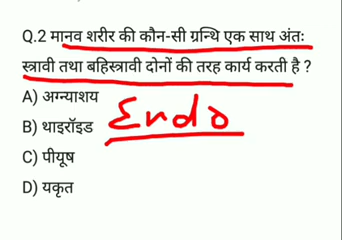 Q.2 मानव शरीर की कौन-सी ग्रन्थि एक साथ अंतः
स्त्रावी तथा बहिस्त्रावी दोनों की तरह कार्य करती है ?
A) अग्न्याशय
Endo
B) थाइरॉइड
C) पीयूष
D) यकृत